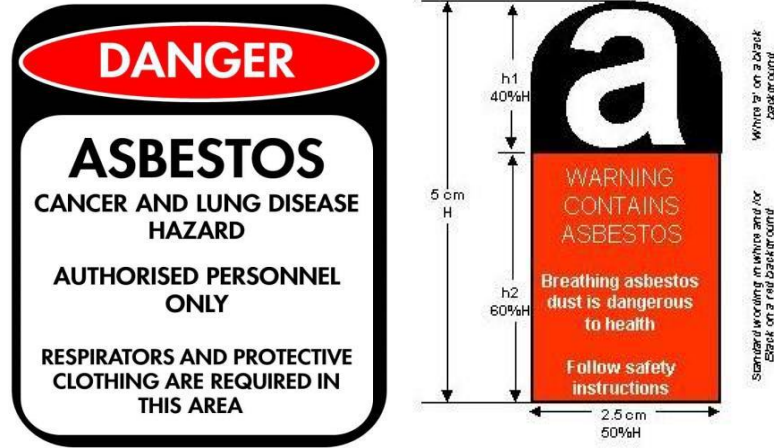 DANGER
ASBESTOS
CANCER AND LUNG DISEASE
HAZARD
AUTHORISED PERSONNEL
ONLY
RESPIRATORS AND PROTECTIVE
CLOTHING ARE REQUIRED IN
THIS AREA
5 cm
H
h1
40%H
h2
60%H
a
WARNING
CONTAINS
ASBESTOS
Breathing asbestos
dust is dangerous
to health
Follow safety
instructions
2.5 cm
50%H
White 'a' on a black
background
Standard wording in white and /or
Black on a red background